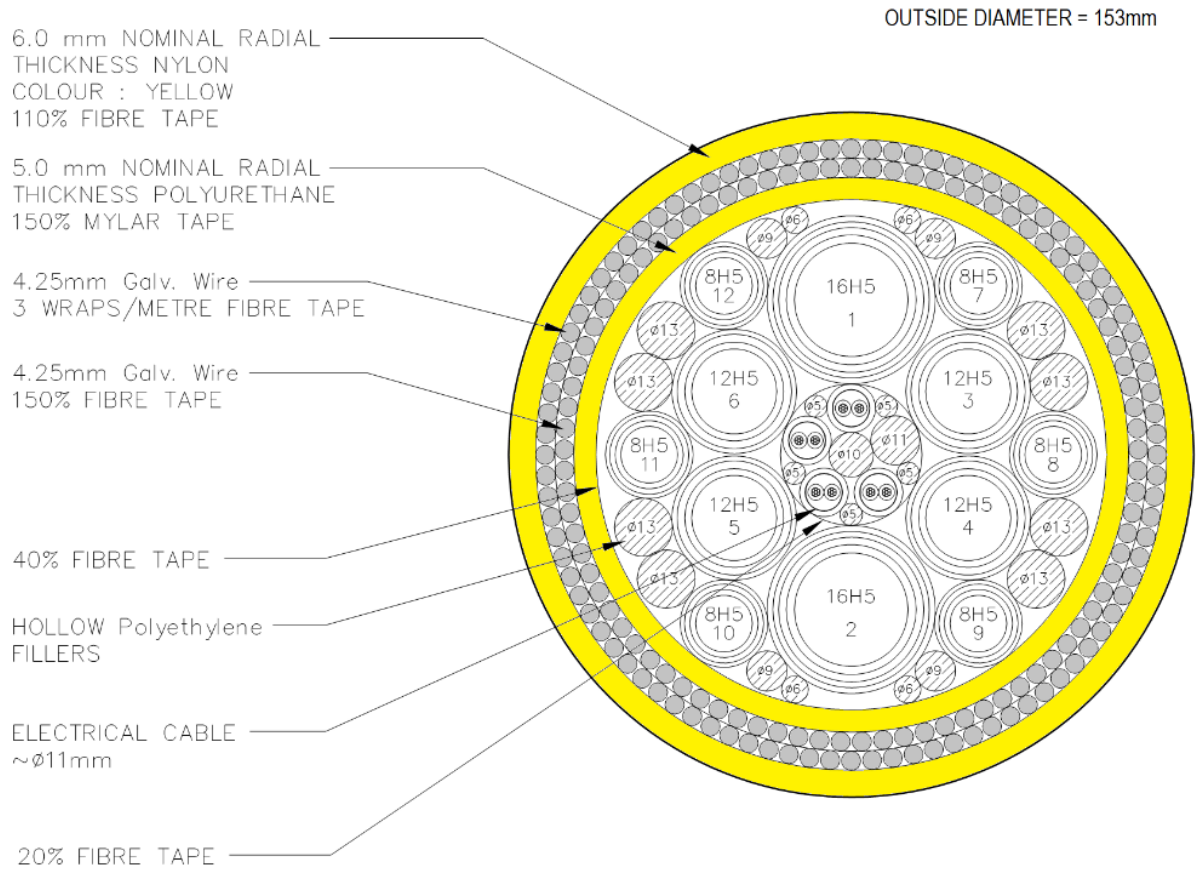 OUTSIDE DIAMETER = 153mm
6.0 mm NOMINAL RADIAL
THICKNESS NYLON
COLOUR : YELLOW
110% FIBRE TAPE
5.0 mm NOMINAL RADIAL
THICKNESS POLYURETHANE
150% MYLAR TAPE
4.25mm Galv. Wire
3 WRAPS/METRE FIBRE TAPE
4.25mm Galv. Wire
150% FIBRE TAPE
40% FIBRE TAPE
HOLLOW Polyethylene
FILLERS
ELECTRICAL CABLE
~ø11mm
20% FIBRE TAPE
ø6 ø6
ø9 ø9
8H5
12
16H5
1
8H5
7
ø13 ø13
ø13 ø13
12H5
6
12H5
3
ø5 ø5
8H5
11
ø10 ø11
8H5
8
ø5 ø5
ø5
12H5
5
12H5
4
ø13 ø13
ø13 ø13
8H5
10
16H5
2
8H5
9
ø9 ø9
ø6 ø6